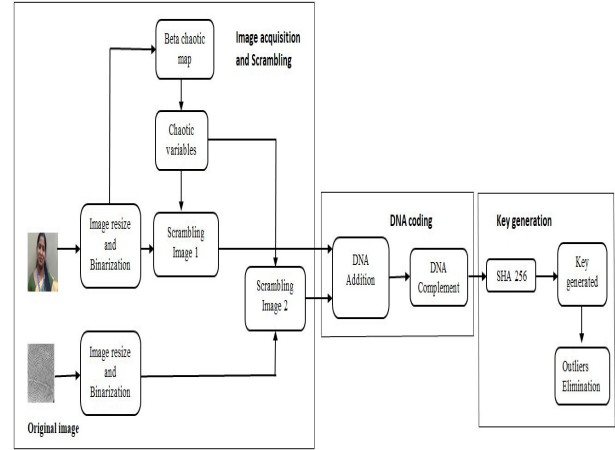 Beta chaotic
map
Image acquisition
and Scrambling
Chaotic
variables
Image resize
and
Binarization
Scrambling
Image 1
Scrambling
Image 2
Image resize
and
Binarization
Original image
DNA coding
DNA
Addition
DNA
Complement
Key generation
SHA 256
Key
generated
Outliers
Elimination